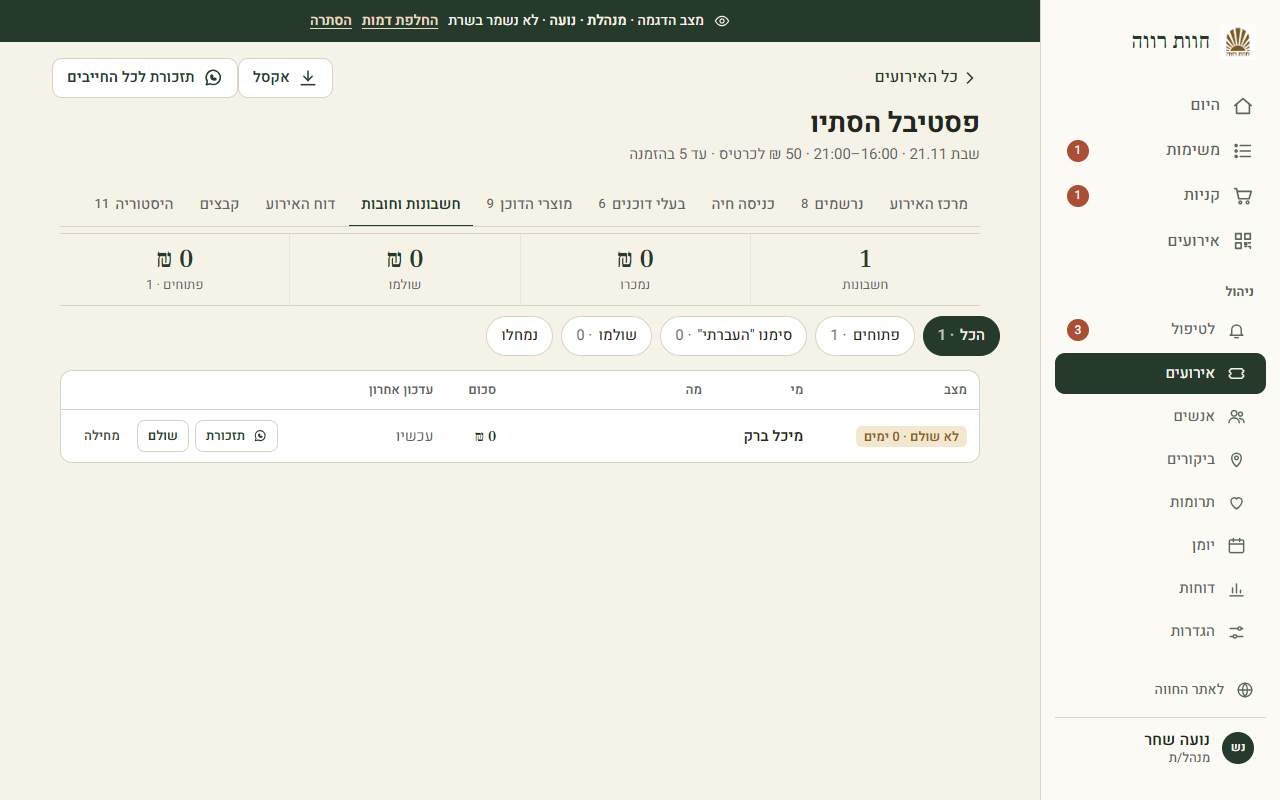 חוות רווה
היום
משימות 1
קניות 1
אירועים
ניהול
לטיפול 3
אירועים
אנשים
ביקורים
תרומות
יומן
דוחות
הגדרות
לאתר החווה
נש נועה שחר
מנהל/ת
מצב הדגמה · מנהלת · נועה · לא נשמר בשרת החלפת דמות הסתרה
כל האירועים אקסל תזכורת לכל החייבים
פסטיבל הסתיו
שבת 21.11 · 16:00–21:00 · 50 ₪ לכרטיס · עד 5 בהזמנה
מרכז האירוע נרשמים 8 כניסה חיה בעלי דוכנים 6 מוצרי הדוכן 9 חשבונות וחובות דוח האירוע קבצים היסטוריה 11
1 0 ₪ 0 ₪ 0 ₪
חשבונות נמכרו שולמו פתוחים · 1
הכל · 1 פתוחים · 1 סימנו "העברתי" · 0 שולמו · 0 נמחלו
מצב מי מה סכום עדכון אחרון
לא שולם · 0 ימים מיכל ברק 0 ₪ עכשיו תזכורת שולם מחילה